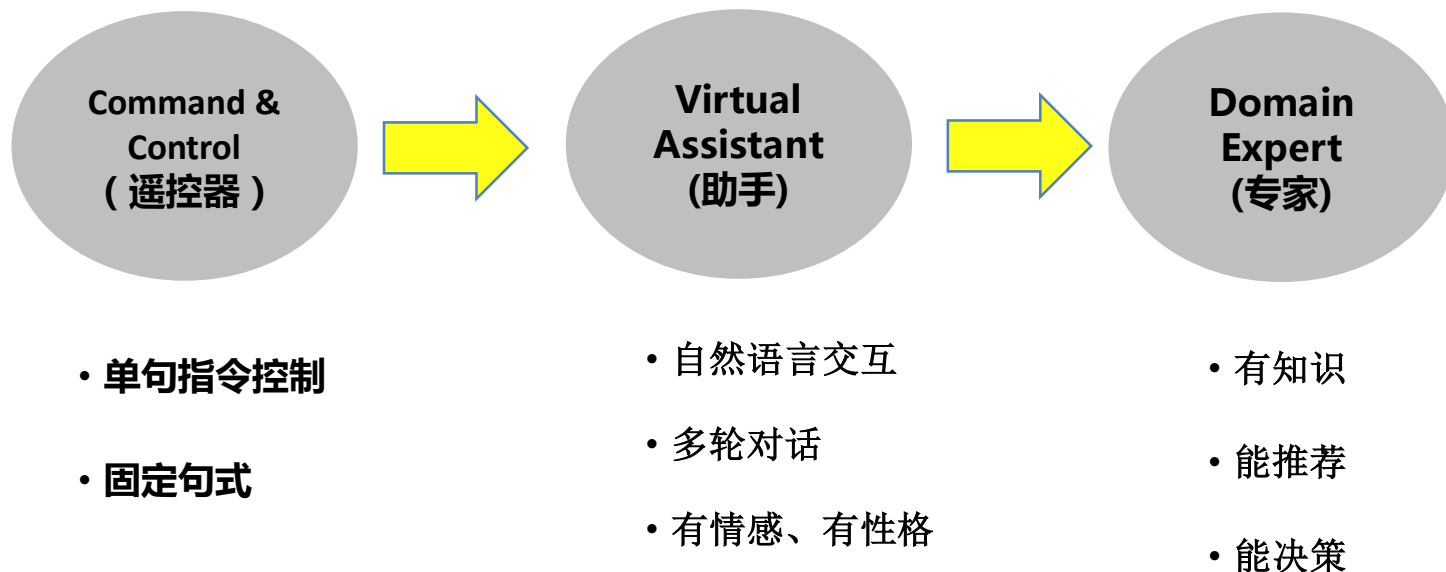 Command &
Control
( 遥控器 )
Virtual
Assistant
(助手)
Domain
Expert
(专家)
• 单句指令控制
• 固定句式
• 自然语言交互
• 多轮对话
• 有情感、有性格
• 有知识
• 能推荐
• 能决策